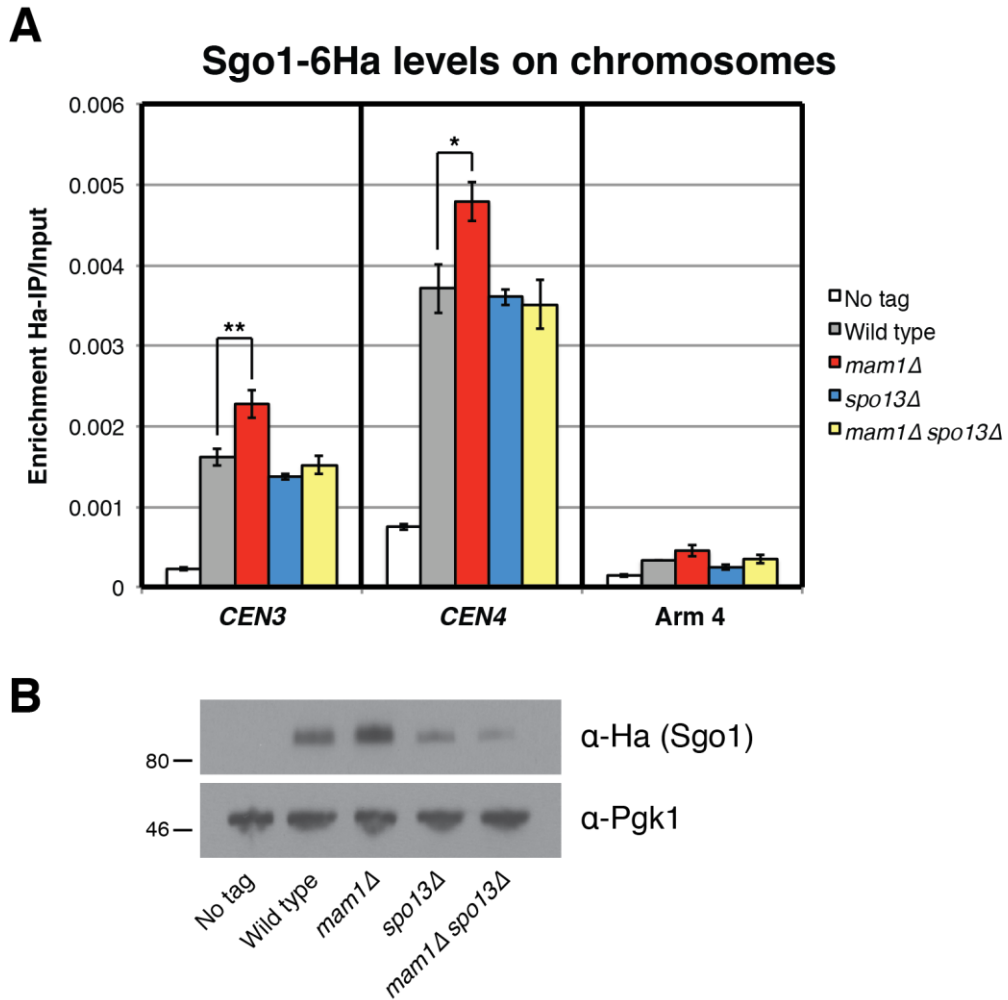 A
Sgo1-6Ha levels on chromosomes
0.006
0.005
0.004
0.003
0.002
0.001
0
Enrichment Ha-IP/Input
**
*
CEN3
CEN4
Arm 4
No tag
Wild type
mam1Δ
spo13Δ
mam1Δ spo13Δ
B
80
α-Ha (Sgo1)
46
α-Pgk1
No tag
Wild type
mam1Δ
spo13Δ
mam1Δ spo13Δ